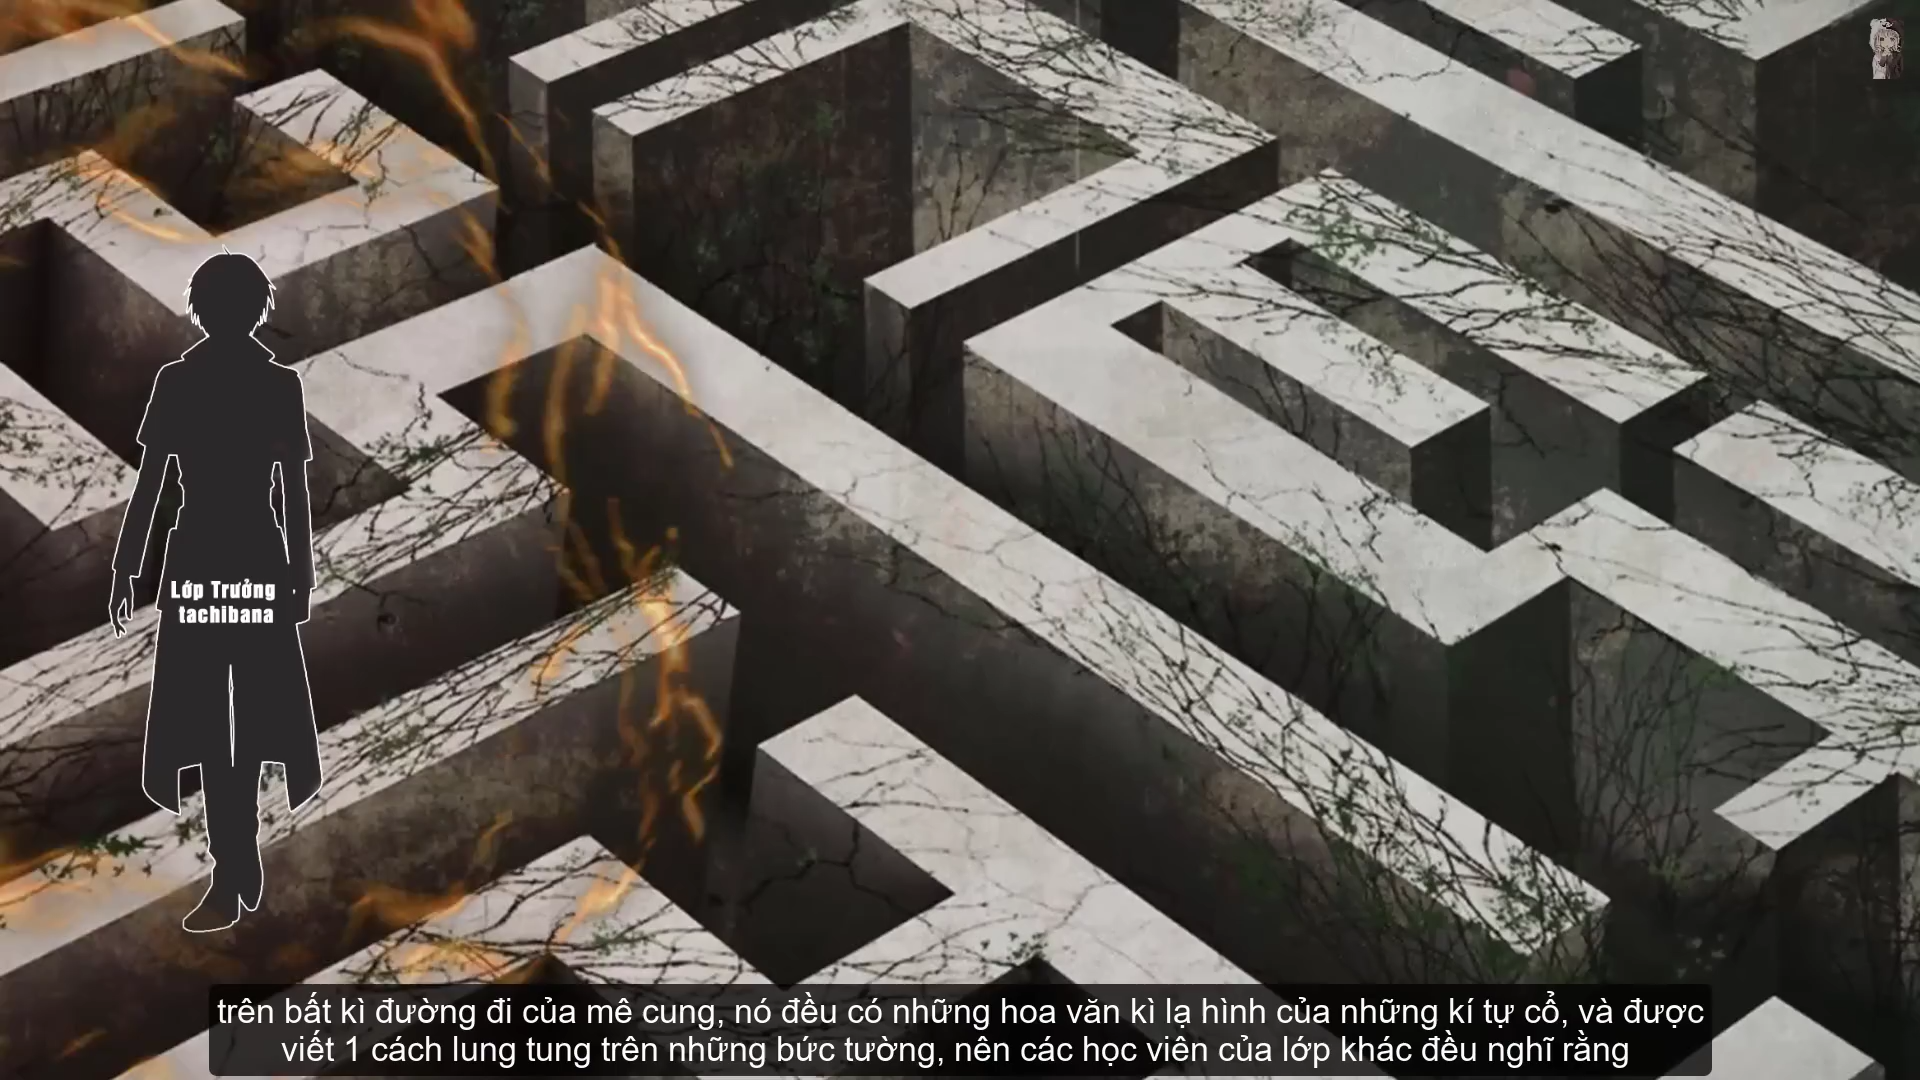 Lớp Trưởng
tachibana
trên bất kì đường đi của mê cung, nó đều có những hoa văn kì lạ hình của những kí tự cổ, và được
viết 1 cách lung tung trên những bức tường, nên các học viên của lớp khác đều nghĩ rằng